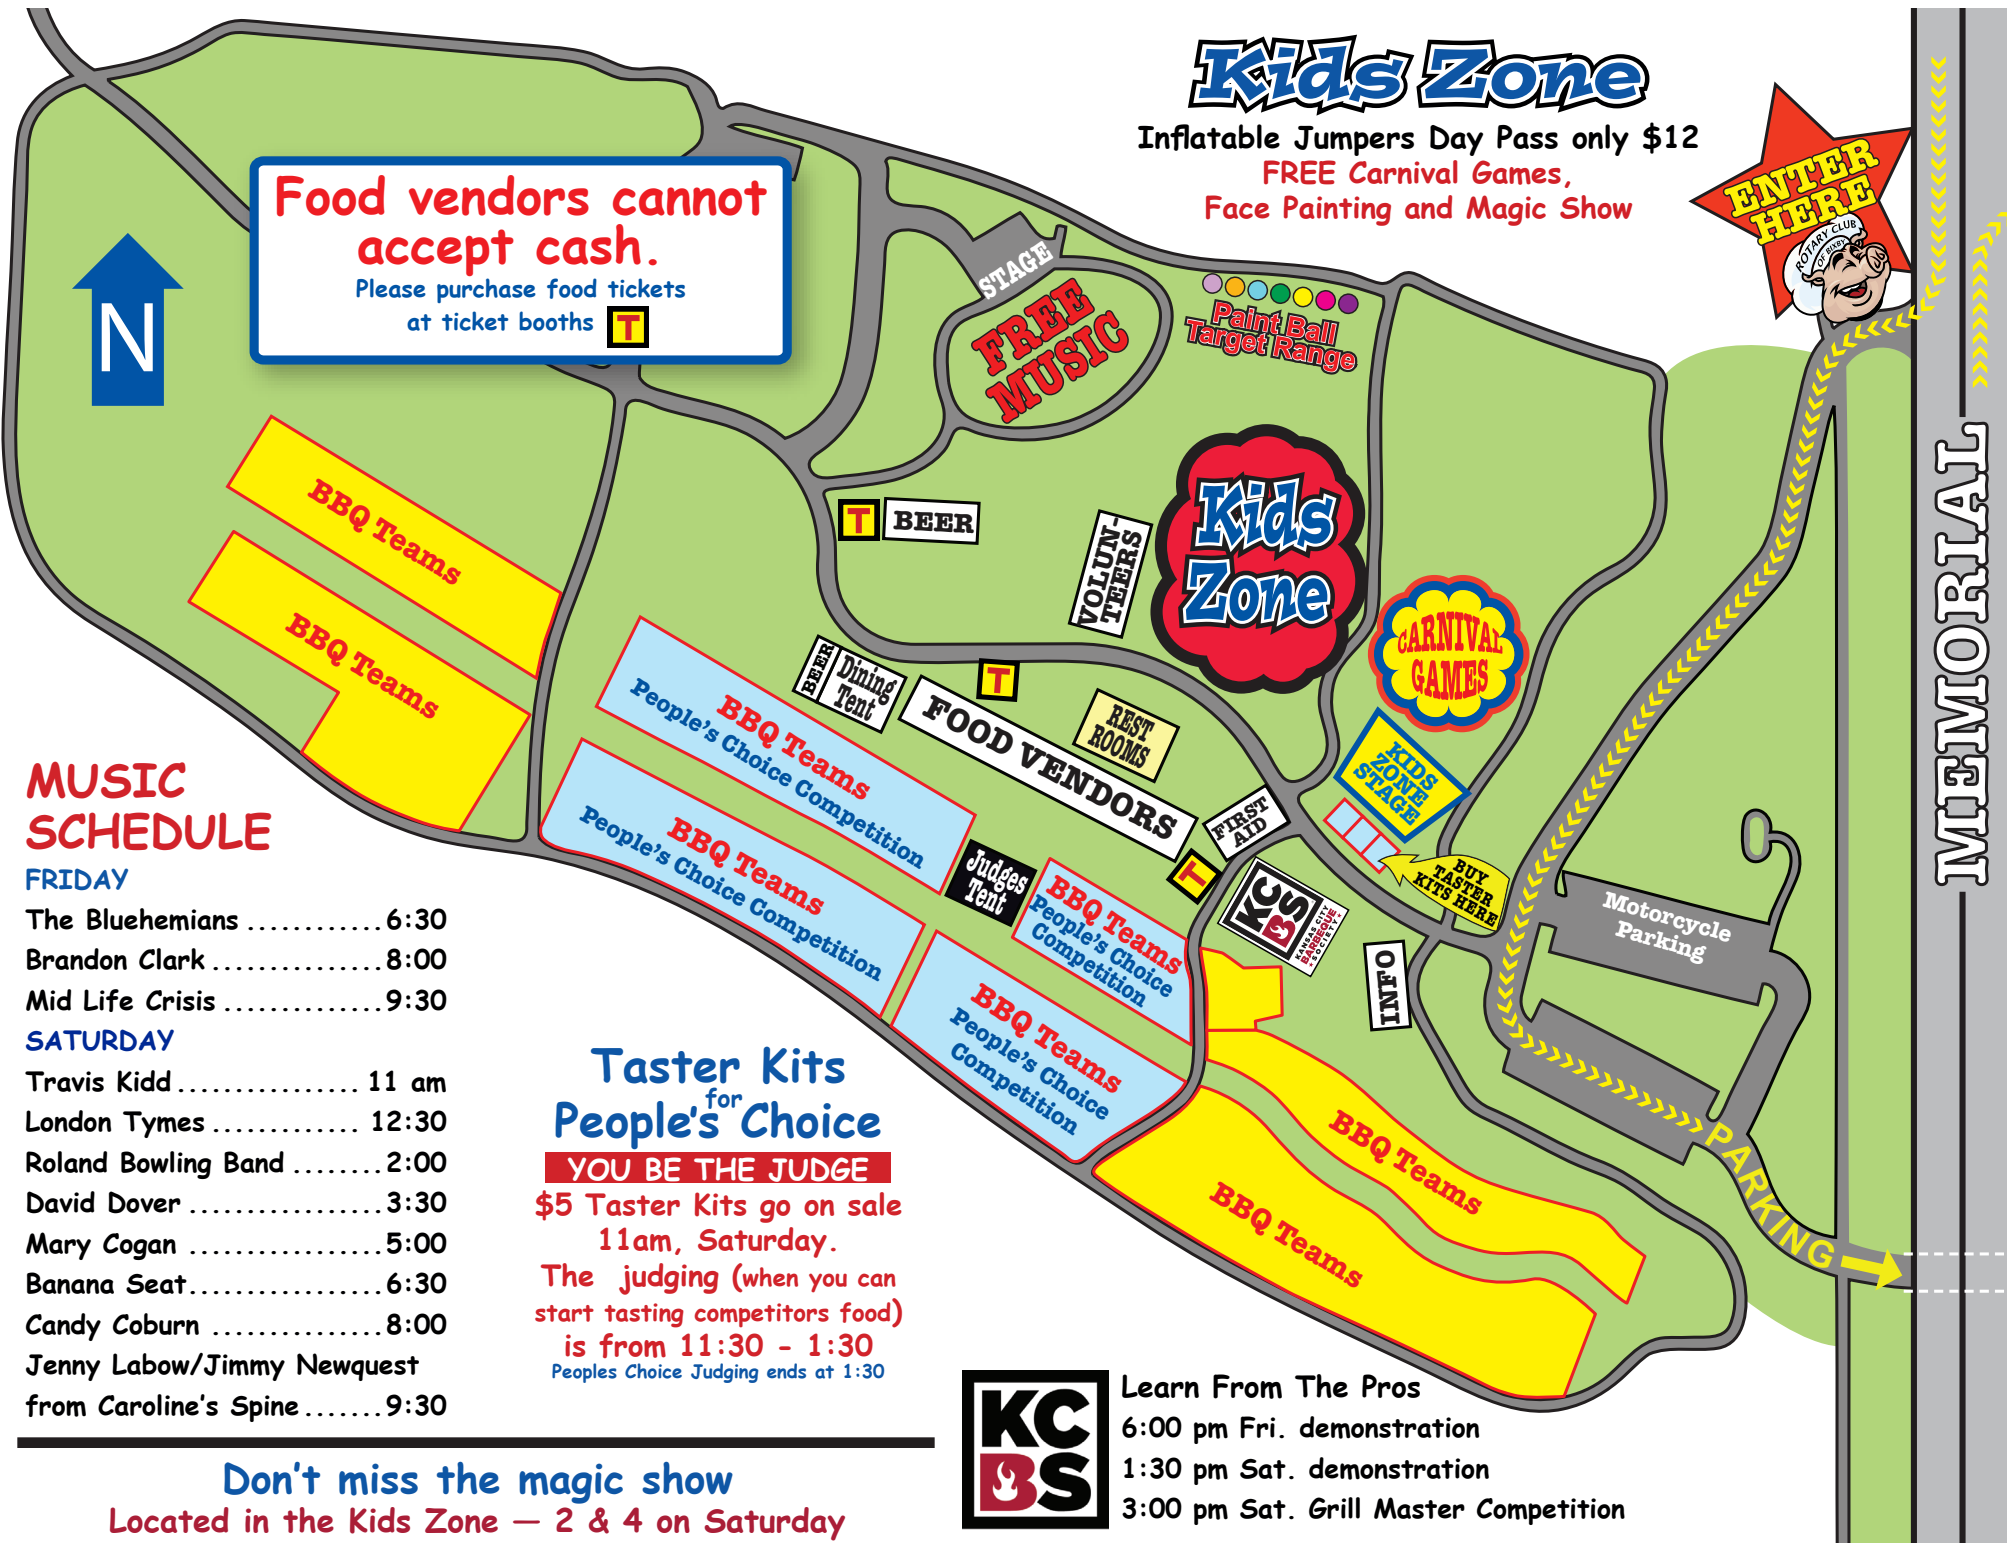 Kids Zone
Inflatable Jumpers Day Pass only $12
FREE Carnival Games,
Face Painting and Magic Show
ENTER
HERE
ROTARY CLUB
OF BIXBY
Food vendors cannot
accept cash.
Please purchase food tickets
at ticket booths T
N
STAGE
FREE
MUSIC
Paint Ball
Target Range
MEMORIAL
BBQ Teams
BBQ Teams
T
BEER
VOLUN-
TEERS
Kids
Zone
CARNIVAL
GAMES
BEER
Dining
Tent
T
FOOD VENDORS
REST
ROOMS
KIDS
ZONE
STAGE
FIRST
AID
T
BUY
TASTER
KITS HERE
BBQ Teams
People's Choice Competition
BBQ Teams
People's Choice Competition
Judges
Tent
BBQ Teams
People's Choice
Competition
BBQ Teams
People's Choice
Competition
KC
BS
KANSAS CITY
BARBEQUE
★ SOCIETY ★
INFO
Motorcycle
Parking
PARKING
BBQ Teams
BBQ Teams
MUSIC
SCHEDULE
FRIDAY
The Bluehemians ............ 6:30
Brandon Clark ............... 8:00
Mid Life Crisis .............. 9:30
SATURDAY
Travis Kidd ................ 11 am
London Tymes ............. 12:30
Roland Bowling Band ........ 2:00
David Dover ................. 3:30
Mary Cogan ................. 5:00
Banana Seat ................. 6:30
Candy Coburn ............... 8:00
Jenny Labow/Jimmy Newquest
from Caroline's Spine ....... 9:30
Taster Kits
for
People's Choice
YOU BE THE JUDGE
$5 Taster Kits go on sale
11am, Saturday.
The judging (when you can
start tasting competitors food)
is from 11:30 - 1:30
Peoples Choice Judging ends at 1:30
Don't miss the magic show
Located in the Kids Zone — 2 & 4 on Saturday
KC
BS
Learn From The Pros
6:00 pm Fri. demonstration
1:30 pm Sat. demonstration
3:00 pm Sat. Grill Master Competition